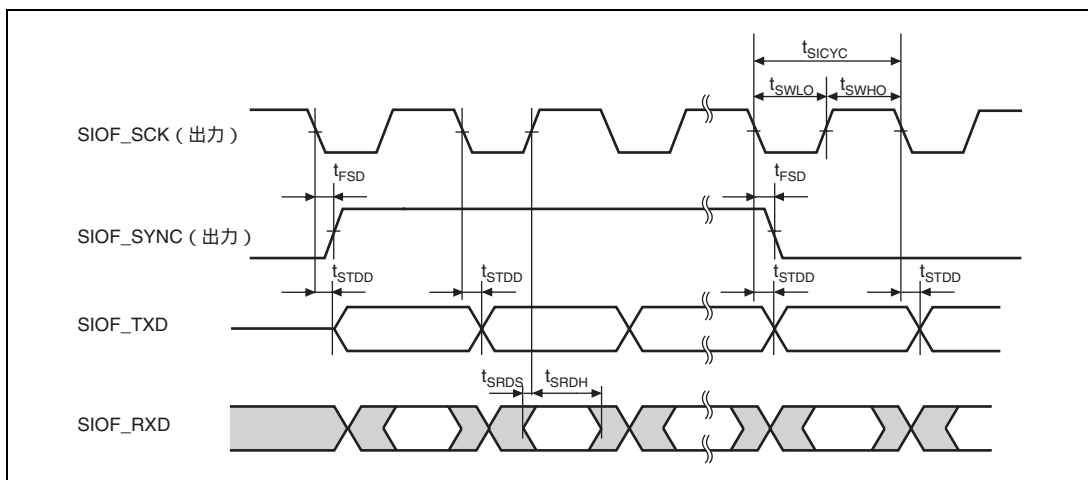 tSICYC
tSWLO tSWHO
SIOF_SCK（出力）
tFSD tFSD
SIOF_SYNC（出力）
tSTDD tSTDD tSTDD tSTDD
SIOF_TXD
tSRDS tSRDH
SIOF_RXD